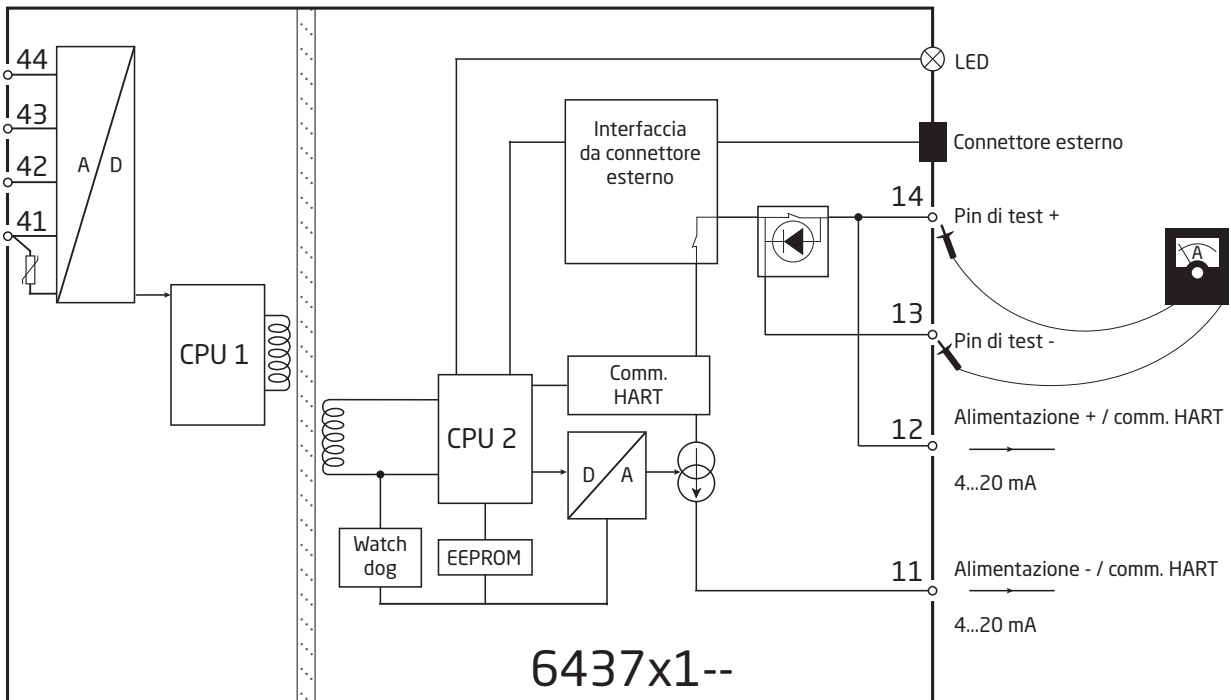 44
43
42
41
A
D
CPU 1
LED
Interfaccia
da connettore
esterno
Connettore esterno
14
Pin di test +
A
13
Pin di test -
Comm.
HART
CPU 2
D
A
12
Alimentazione + / comm. HART
4...20 mA
Watch
dog
EEPROM
11
Alimentazione - / comm. HART
4...20 mA
6437x1--